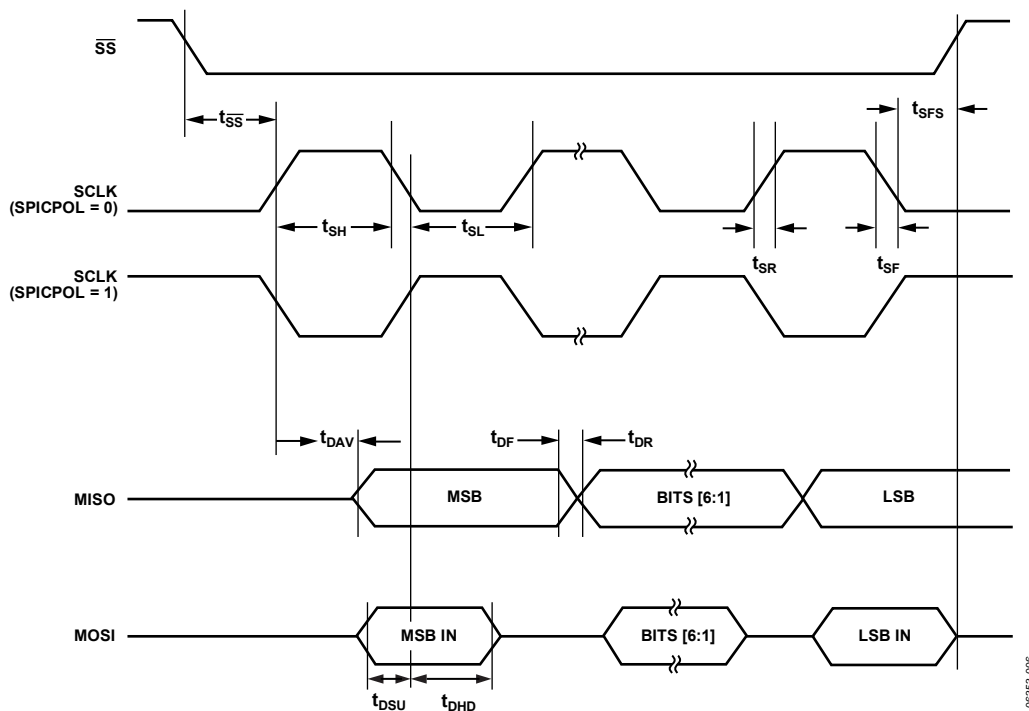 SS
tSS
tSFS
SCLK
(SPICPOL = 0)
tSH
tSL
tSR
tSF
SCLK
(SPICPOL = 1)
tDAV
tDF
tDR
MISO
MSB
BITS [6:1]
LSB
MOSI
MSB IN
BITS [6:1]
LSB IN
tDSU
tDHD